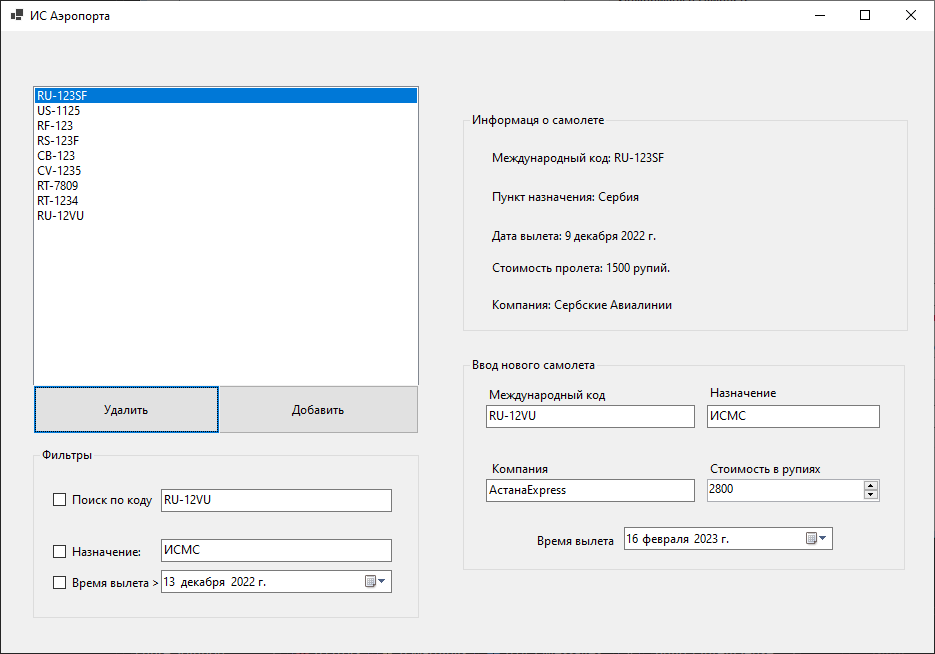 ИС Аэропорта
RU-123SF
US-1125
RF-123
RS-123F
CB-123
CV-1235
RT-7809
RT-1234
RU-12VU
Удалить
Добавить
Фильтры
Поиск по коду
RU-12VU
Назначение:
ИСМС
Время вылета >
13 декабря 2022 г.
Информаця о самолете
Международный код: RU-123SF
Пункт назначения: Сербия
Дата вылета: 9 декабря 2022 г.
Стоимость пролета: 1500 рупий.
Компания: Сербские Авиалинии
Ввод нового самолета
Международный код
Назначение
RU-12VU
ИСМС
Компания
Стоимость в рупиях
АстанаExpress
2800
Время вылета
16 февраля 2023 г.